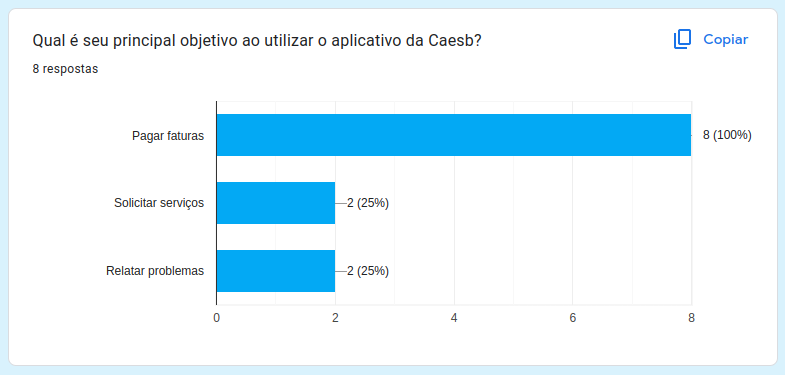 Qual é seu principal objetivo ao utilizar o aplicativo da Caesb?
Copiar
8 respostas
Pagar faturas
8 (100%)
Solicitar serviços
2 (25%)
Relatar problemas
2 (25%)
0 2 4 6 8